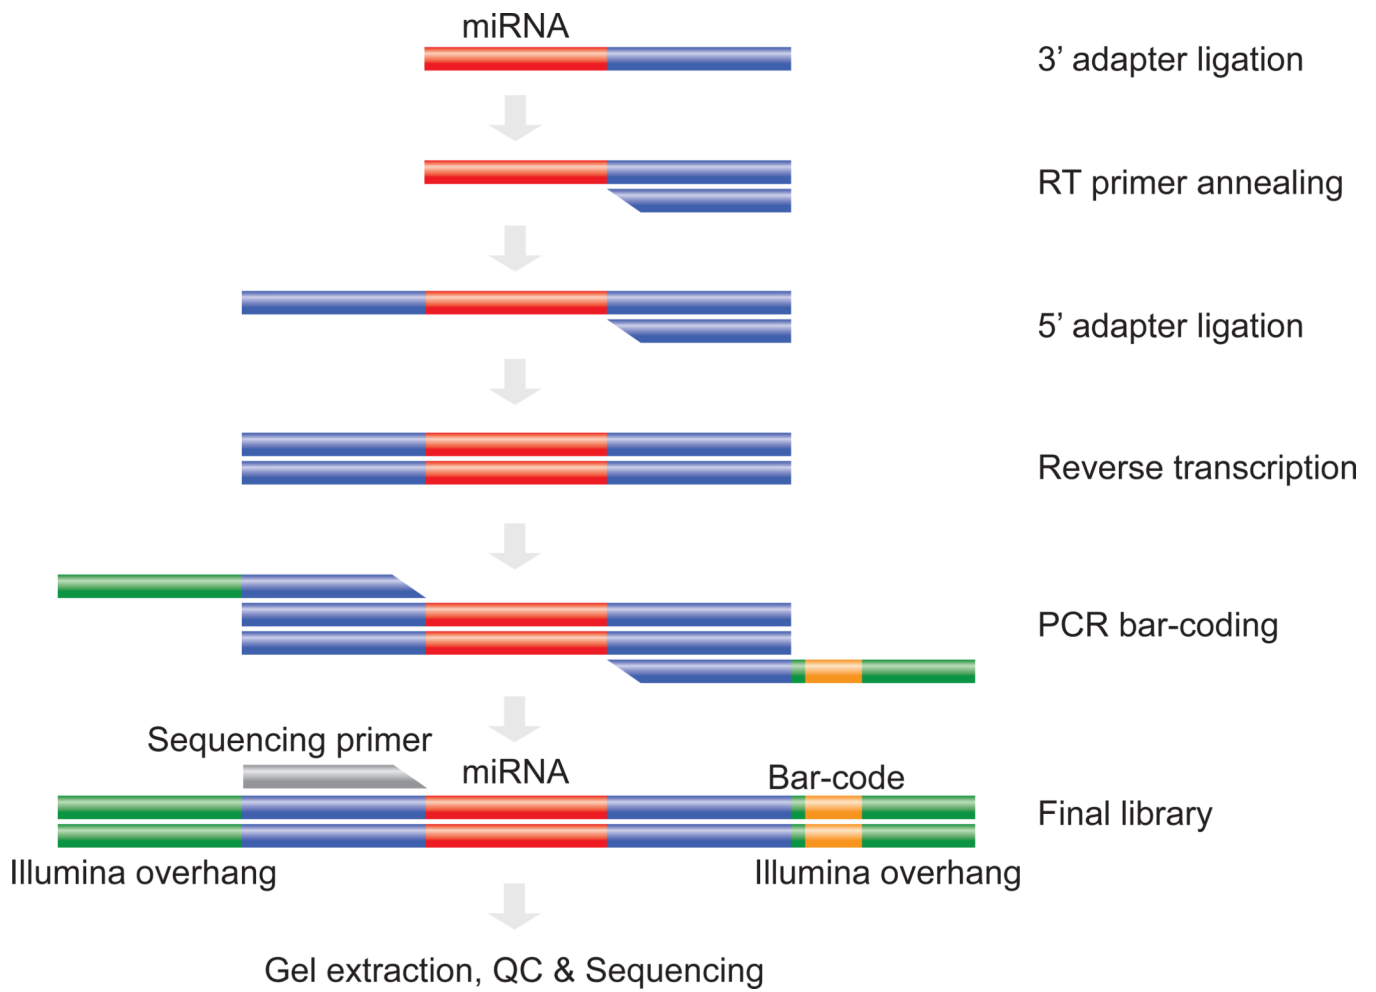 miRNA
3’ adapter ligation
RT primer annealing
5’ adapter ligation
Reverse transcription
PCR bar-coding
Sequencing primer
miRNA
Bar-code
Final library
Illumina overhang
Illumina overhang
Gel extraction, QC & Sequencing